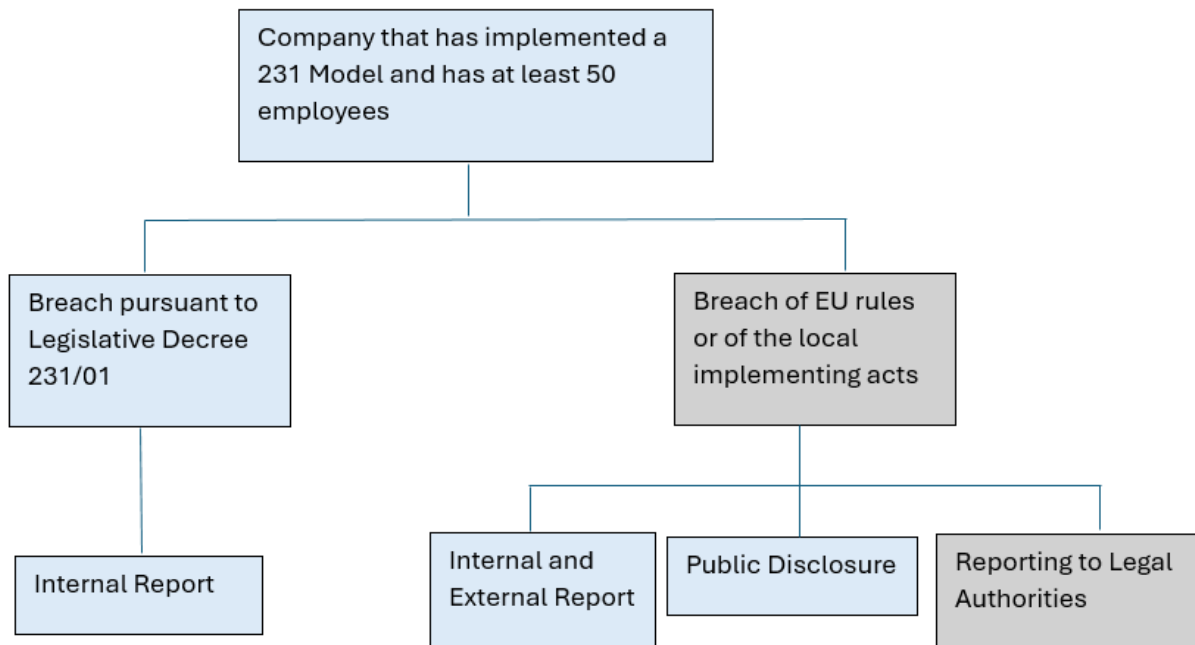 Company that has implemented a
231 Model and has at least 50
employees
Breach pursuant to
Legislative Decree
231/01
Breach of EU rules
or of the local
implementing acts
Internal Report
Internal and
External Report
Public Disclosure
Reporting to Legal
Authorities